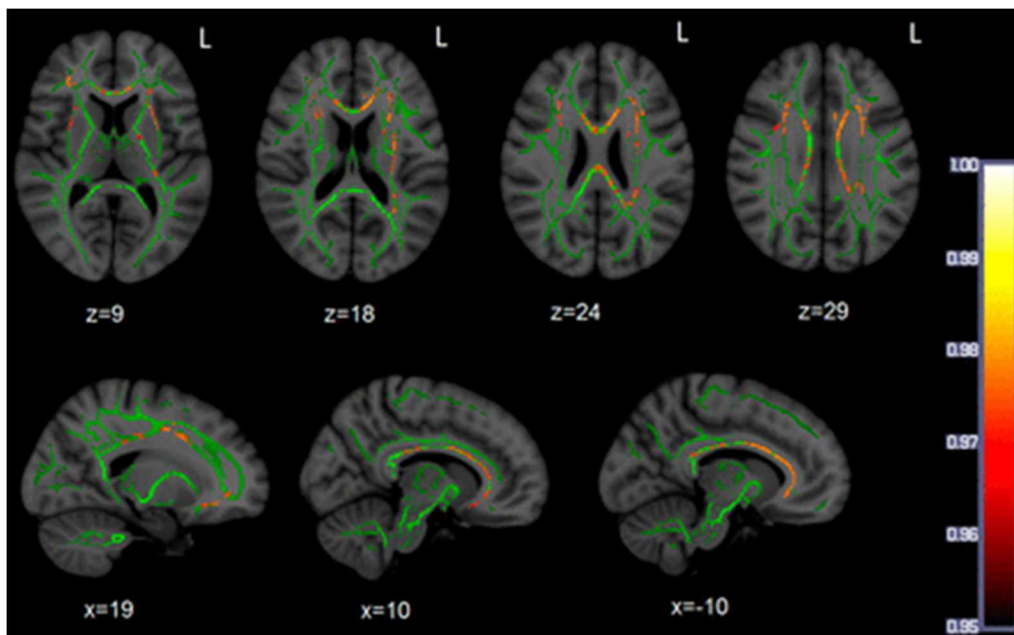 L
L
L
L
z=9
z=18
z=24
z=29
x=19
x=10
x=-10
1.00
0.99
0.98
0.97
0.96
0.95